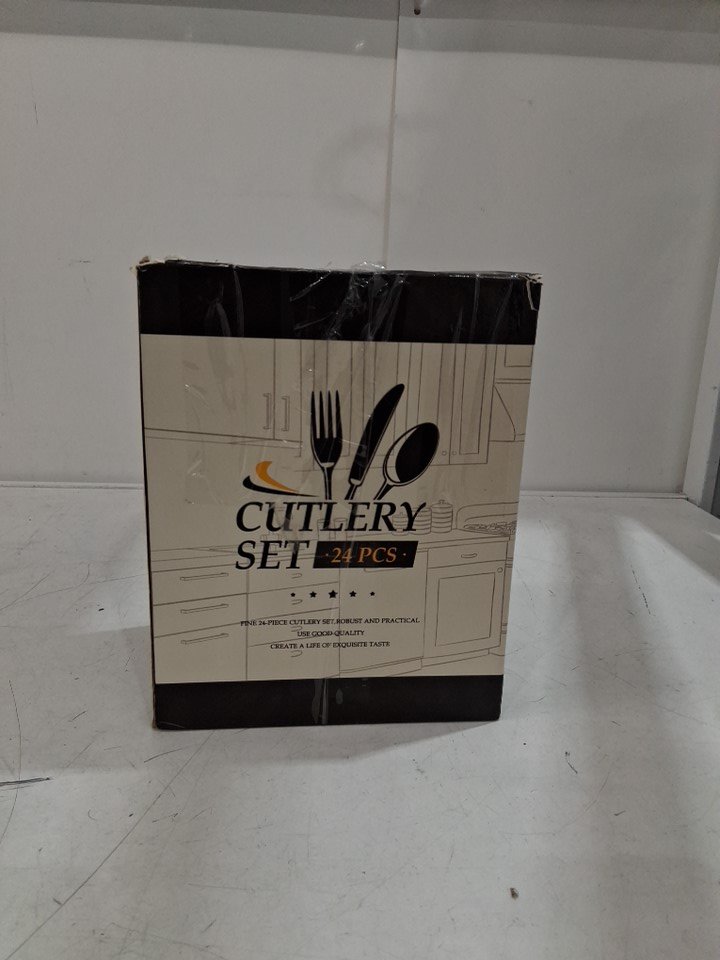 CUTLERY
SET ·24 PCS·
FINE 24-PIECE CUTLERY SET,ROBUST AND PRACTICAL
USE GOOD QUALITY
CREATE A LIFE OF EXQUISITE TASTE